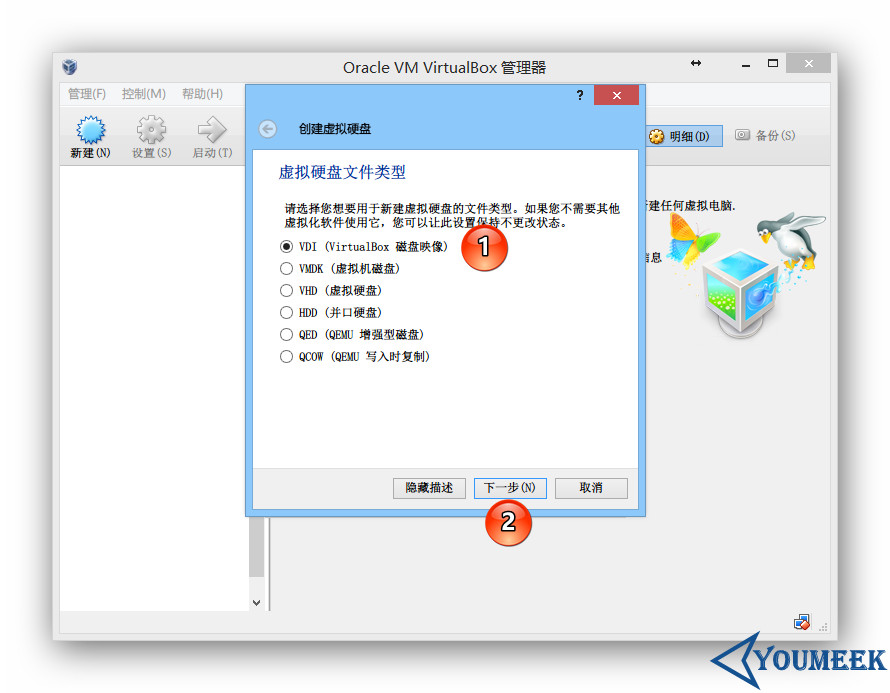 Oracle VM VirtualBox 管理器
管理(F) 控制(M) 帮助(H)
?
新建(N) 设置(S) 启动(T)
明细(D) 备份(S)
创建虚拟硬盘
虚拟硬盘文件类型
请选择您想要用于新建虚拟硬盘的文件类型。如果您不需要其他
虚拟化软件使用它，您可以让此设置保持不更改状态。
建任何虚拟电脑.
信息
VDI (VirtualBox 磁盘映像)
1
VMDK (虚拟机磁盘)
VHD (虚拟硬盘)
HDD (并口硬盘)
QED (QEMU 增强型磁盘)
QCOW (QEMU 写入时复制)
隐藏描述 下一步(N) 取消
2
YOUMEEK